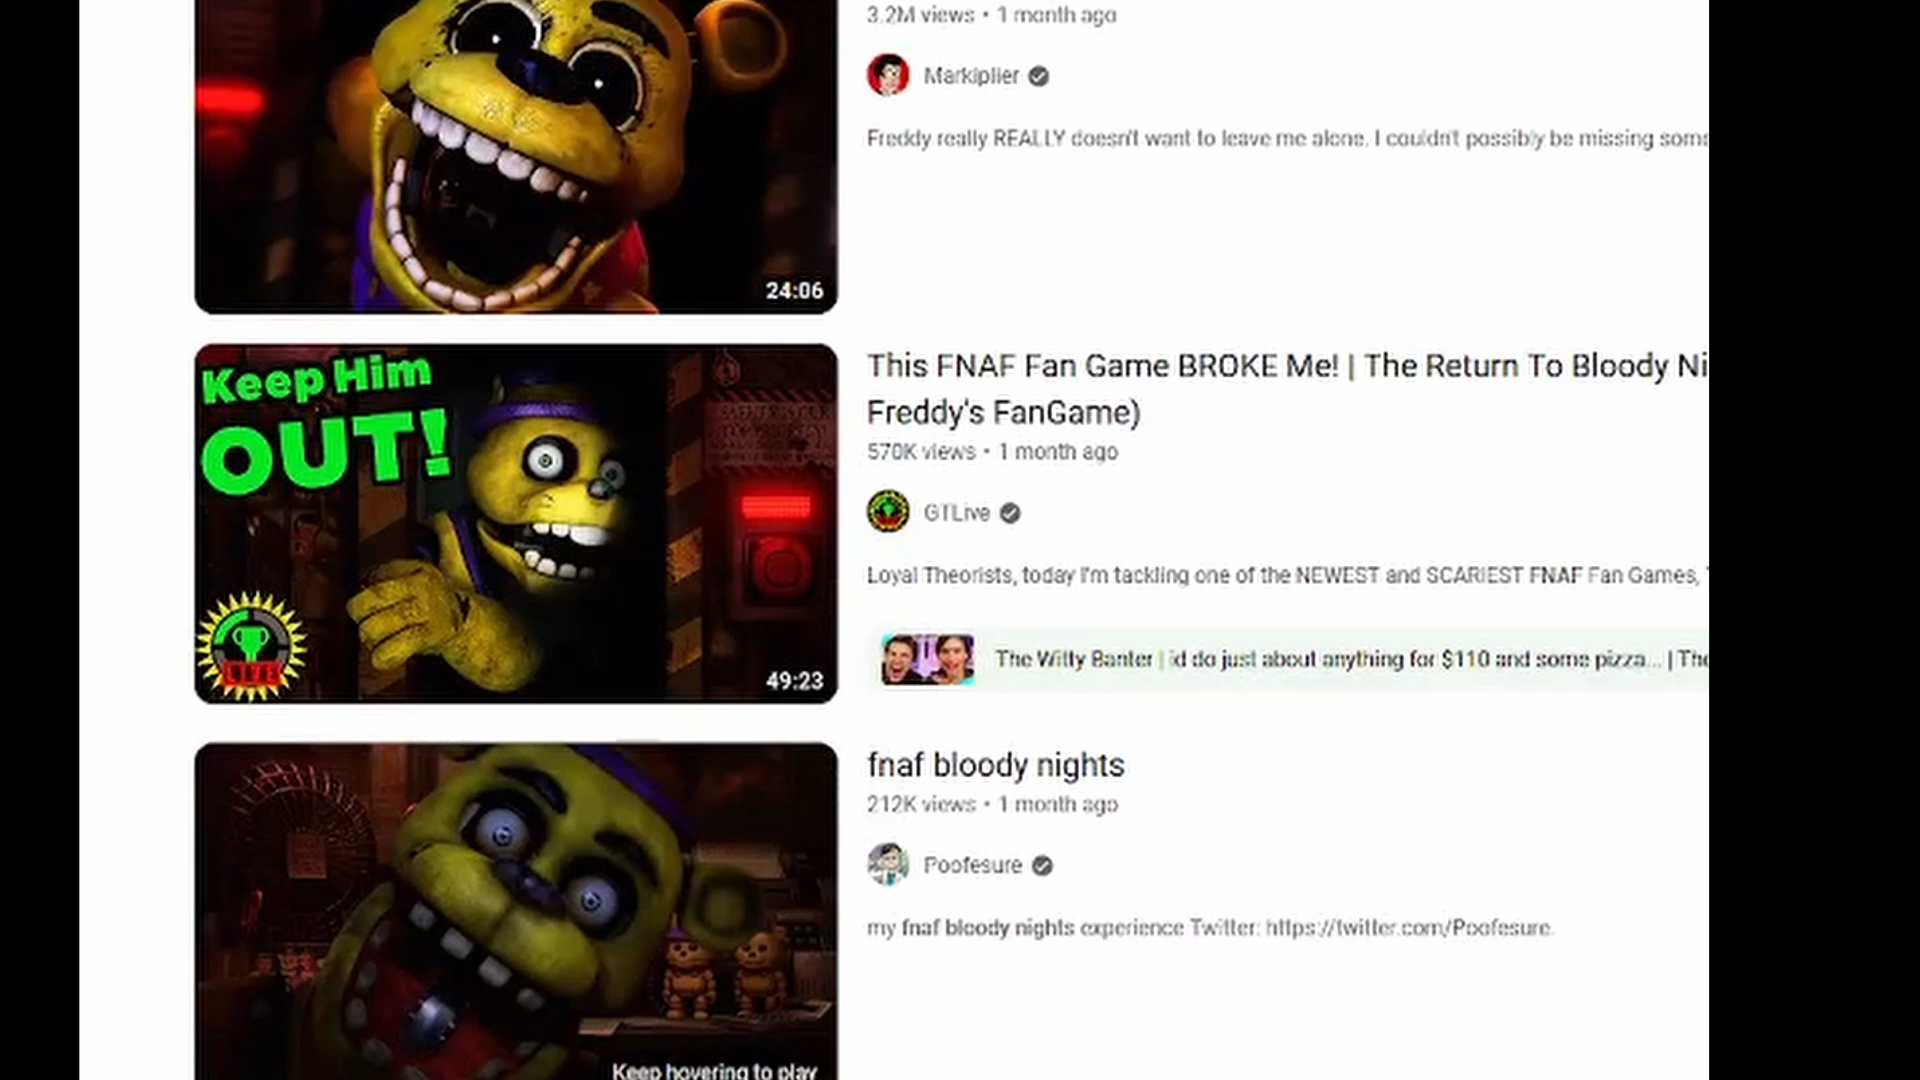 3.2M views • 1 month ago
Markiplier
Freddy really REALLY doesn't want to leave me alone. I couldn't possibly be missing some
24:06
Keep Him
OUT!
LIVE
49:23
This FNAF Fan Game BROKE Me! | The Return To Bloody Ni
Freddy's FanGame)
570K views • 1 month ago
GTLive
Loyal Theorists, today I'm tackling one of the NEWEST and SCARIEST FNAF Fan Games,
The Witty Banter | id do just about anything for $110 and some pizza... | The
fnaf bloody nights
212K views • 1 month ago
Poofesure
my fnaf bloody nights experience Twitter: https://twitter.com/Poofesure.
Keep hovering to play